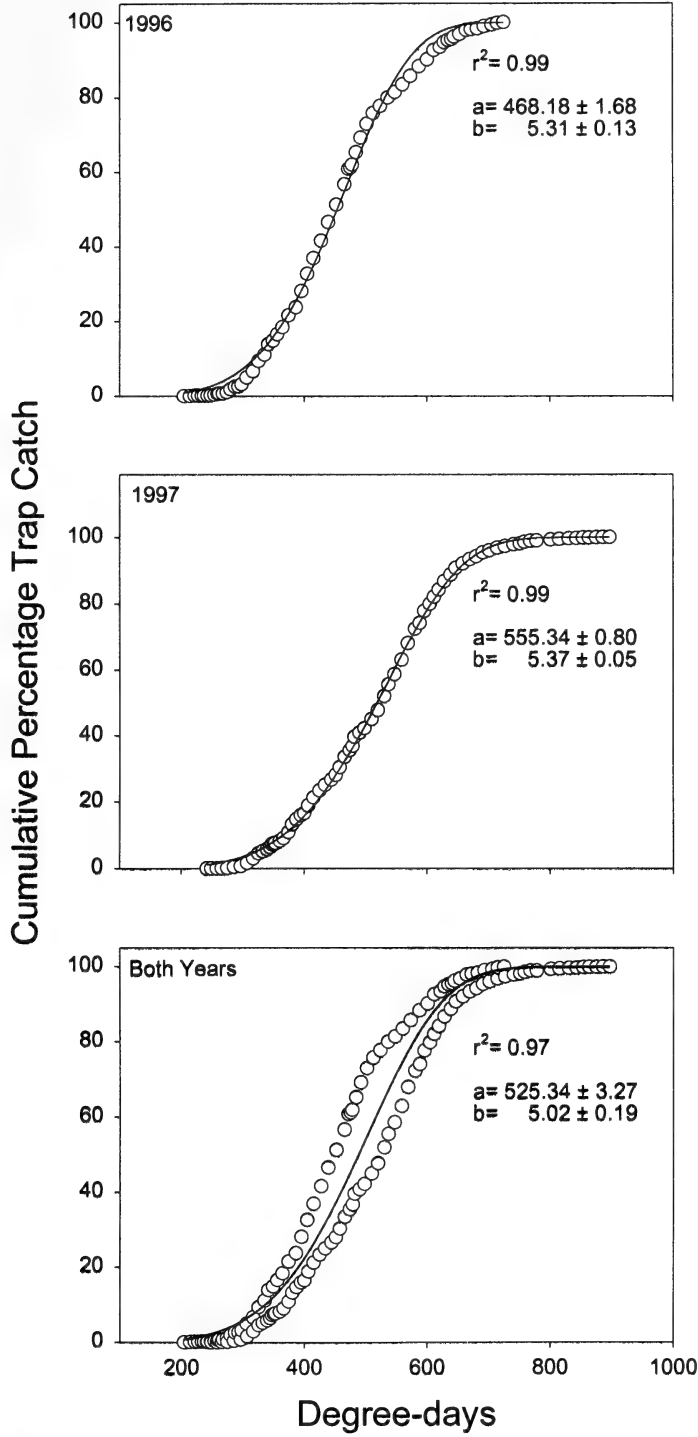 Cumulative Percentage Trap Catch
1996
100
80
60
40
20
0
r²= 0.99
a= 468.18 ± 1.68
b= 5.31 ± 0.13
1997
100
80
60
40
20
0
r²= 0.99
a= 555.34 ± 0.80
b= 5.37 ± 0.05
Both Years
100
80
60
40
20
0
r²= 0.97
a= 525.34 ± 3.27
b= 5.02 ± 0.19
200 400 600 800 1000
Degree-days